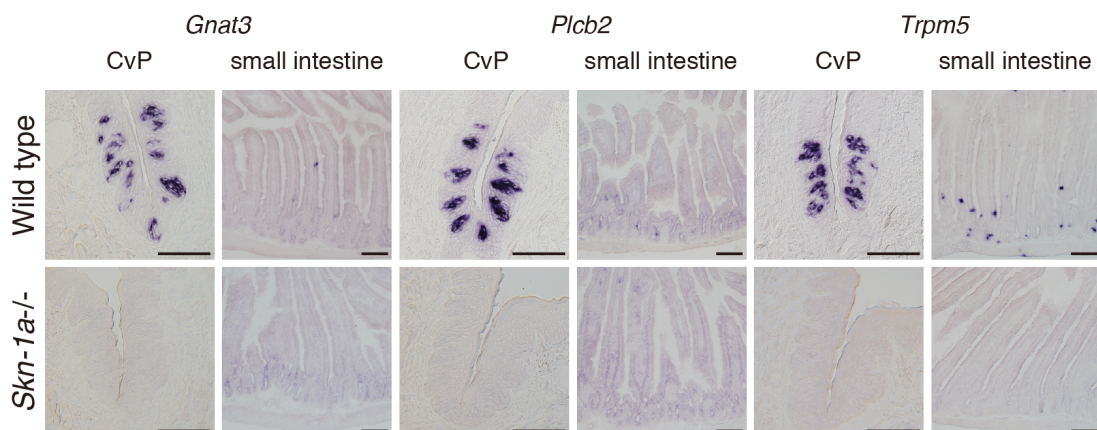 Gnat3 Plcb2 Trpm5
CvP small intestine CvP small intestine CvP small intestine
Wild type
Skn-1a-/-